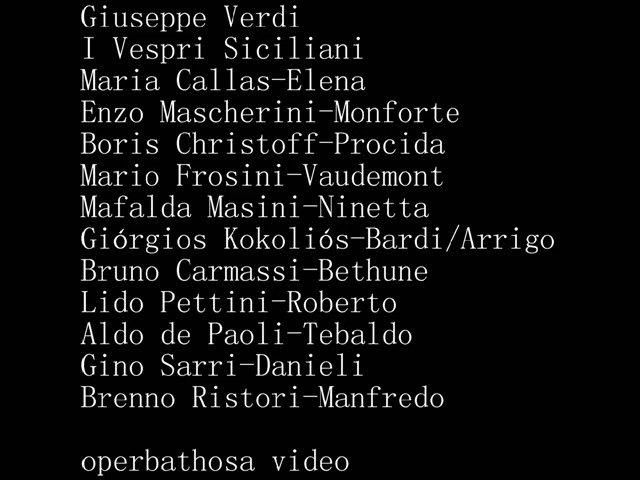 Giuseppe Verdi
I Vespri Siciliani
Maria Callas-Elena
Enzo Mascherini-Monforte
Boris Christoff-Procida
Mario Frosini-Vaudemont
Mafalda Masini-Ninetta
Giórgios Kokoliós-Bardi/Arrigo
Bruno Carmassi-Bethune
Lido Pettini-Roberto
Aldo de Paoli-Tebaldo
Gino Sarri-Danieli
Brenno Ristori-Manfredo
operbathosa video